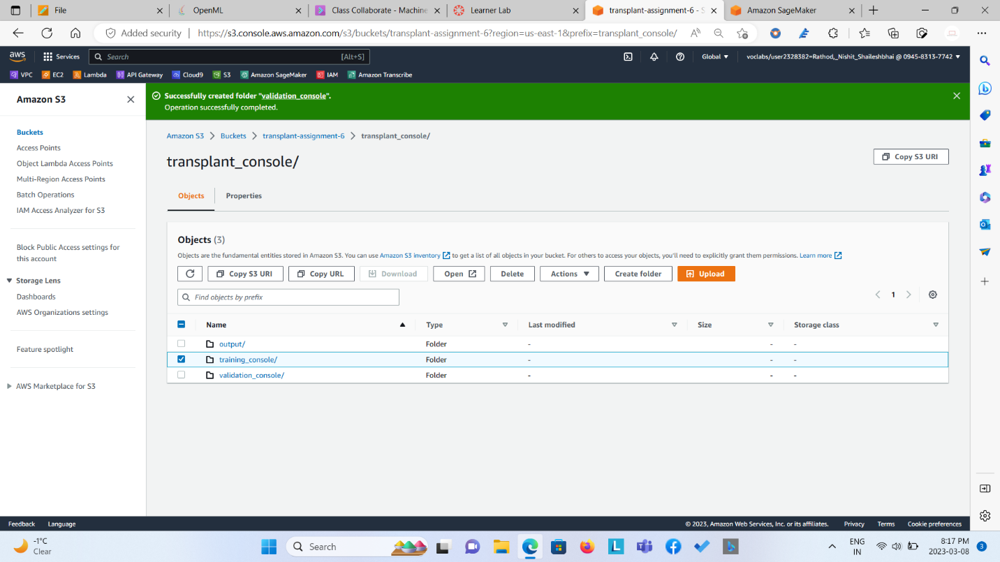 File
OpenML
Class Collaborate - Machine
Learner Lab
transplant-assignment-6 - S
Amazon SageMaker
Added security
https://s3.console.aws.amazon.com/s3/buckets/transplant-assignment-6?region=us-east-1&prefix=transplant_console/
aws
Services
Search
[Alt+S]
Global
voclabs/user2328382=Rathod,_Nishit_Shaileshbhai @ 0945-8313-7742
VPC
EC2
Lambda
API Gateway
Cloud9
S3
Amazon SageMaker
IAM
Amazon Transcribe
Amazon S3
Buckets
Access Points
Object Lambda Access Points
Multi-Region Access Points
Batch Operations
IAM Access Analyzer for S3
Block Public Access settings for
this account
Storage Lens
Dashboards
AWS Organizations settings
Feature spotlight
AWS Marketplace for S3
Successfully created folder "validation_console".
Operation successfully completed.
Amazon S3
Buckets
transplant-assignment-6
transplant_console/
transplant_console/
Copy S3 URI
Objects
Properties
Objects (3)
Objects are the fundamental entities stored in Amazon S3. You can use Amazon S3 inventory to get a list of all objects in your bucket. For others to access your objects, you'll need to explicitly grant them permissions. Learn more
Copy S3 URI
Copy URL
Download
Open
Delete
Actions
Create folder
Upload
Find objects by prefix
1
Name Type Last modified Size Storage class
output/ Folder - - -
training_console/ Folder - - -
validation_console/ Folder - - -
Feedback
Language
© 2023, Amazon Web Services, Inc. or its affiliates.
Privacy
Terms
Cookie preferences
-1°C
Clear
Search
ENG
IN
8:17 PM
2023-03-08
3